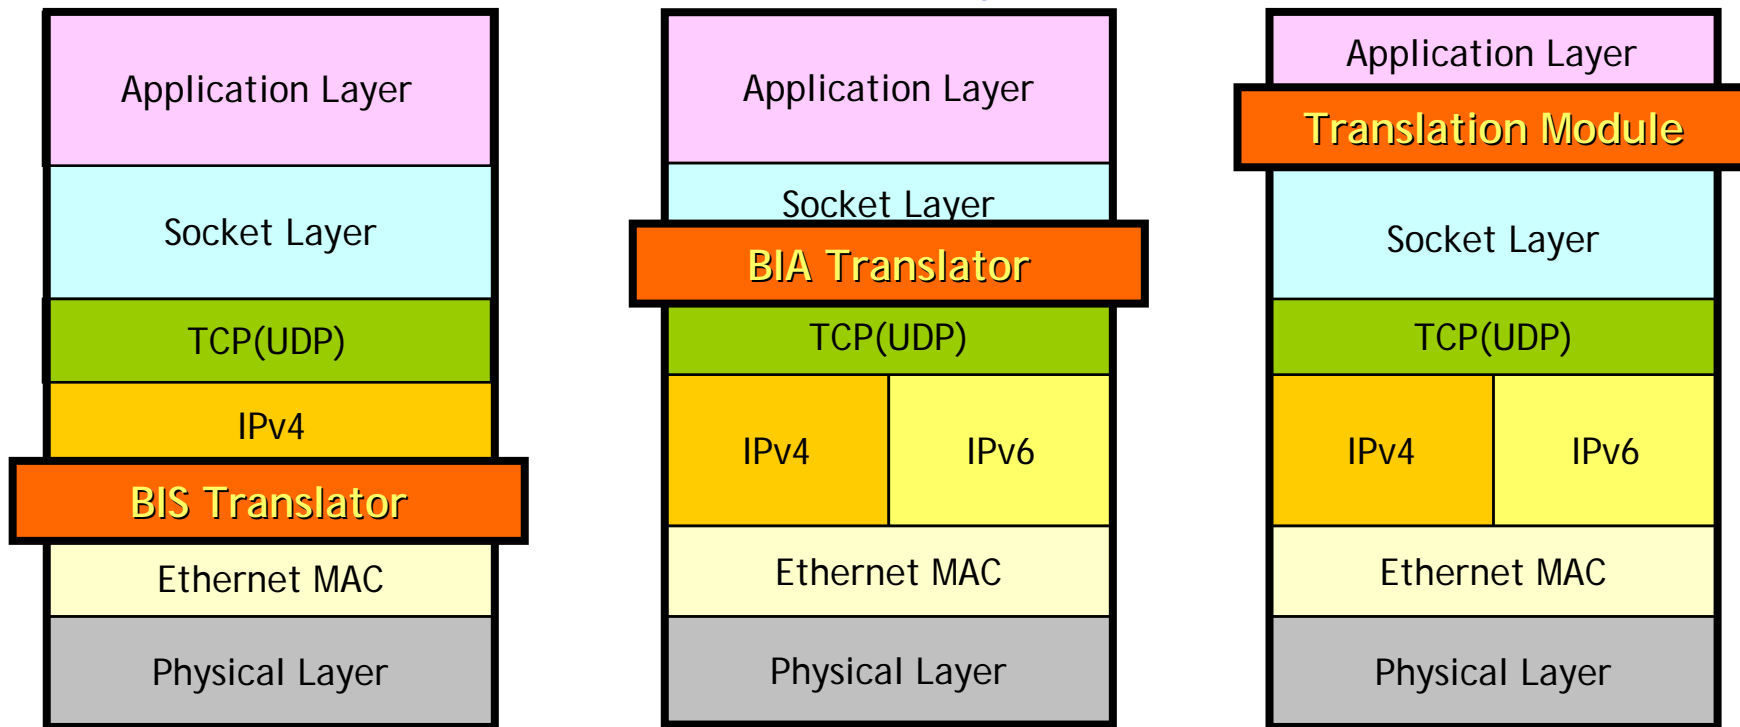 Application Layer
Socket Layer
TCP(UDP)
IPv4
BIS Translator
Ethernet MAC
Physical Layer
Application Layer
Socket Layer
BIA Translator
TCP(UDP)
IPv4
IPv6
Ethernet MAC
Physical Layer
Application Layer
Translation Module
Socket Layer
TCP(UDP)
IPv4
IPv6
Ethernet MAC
Physical Layer